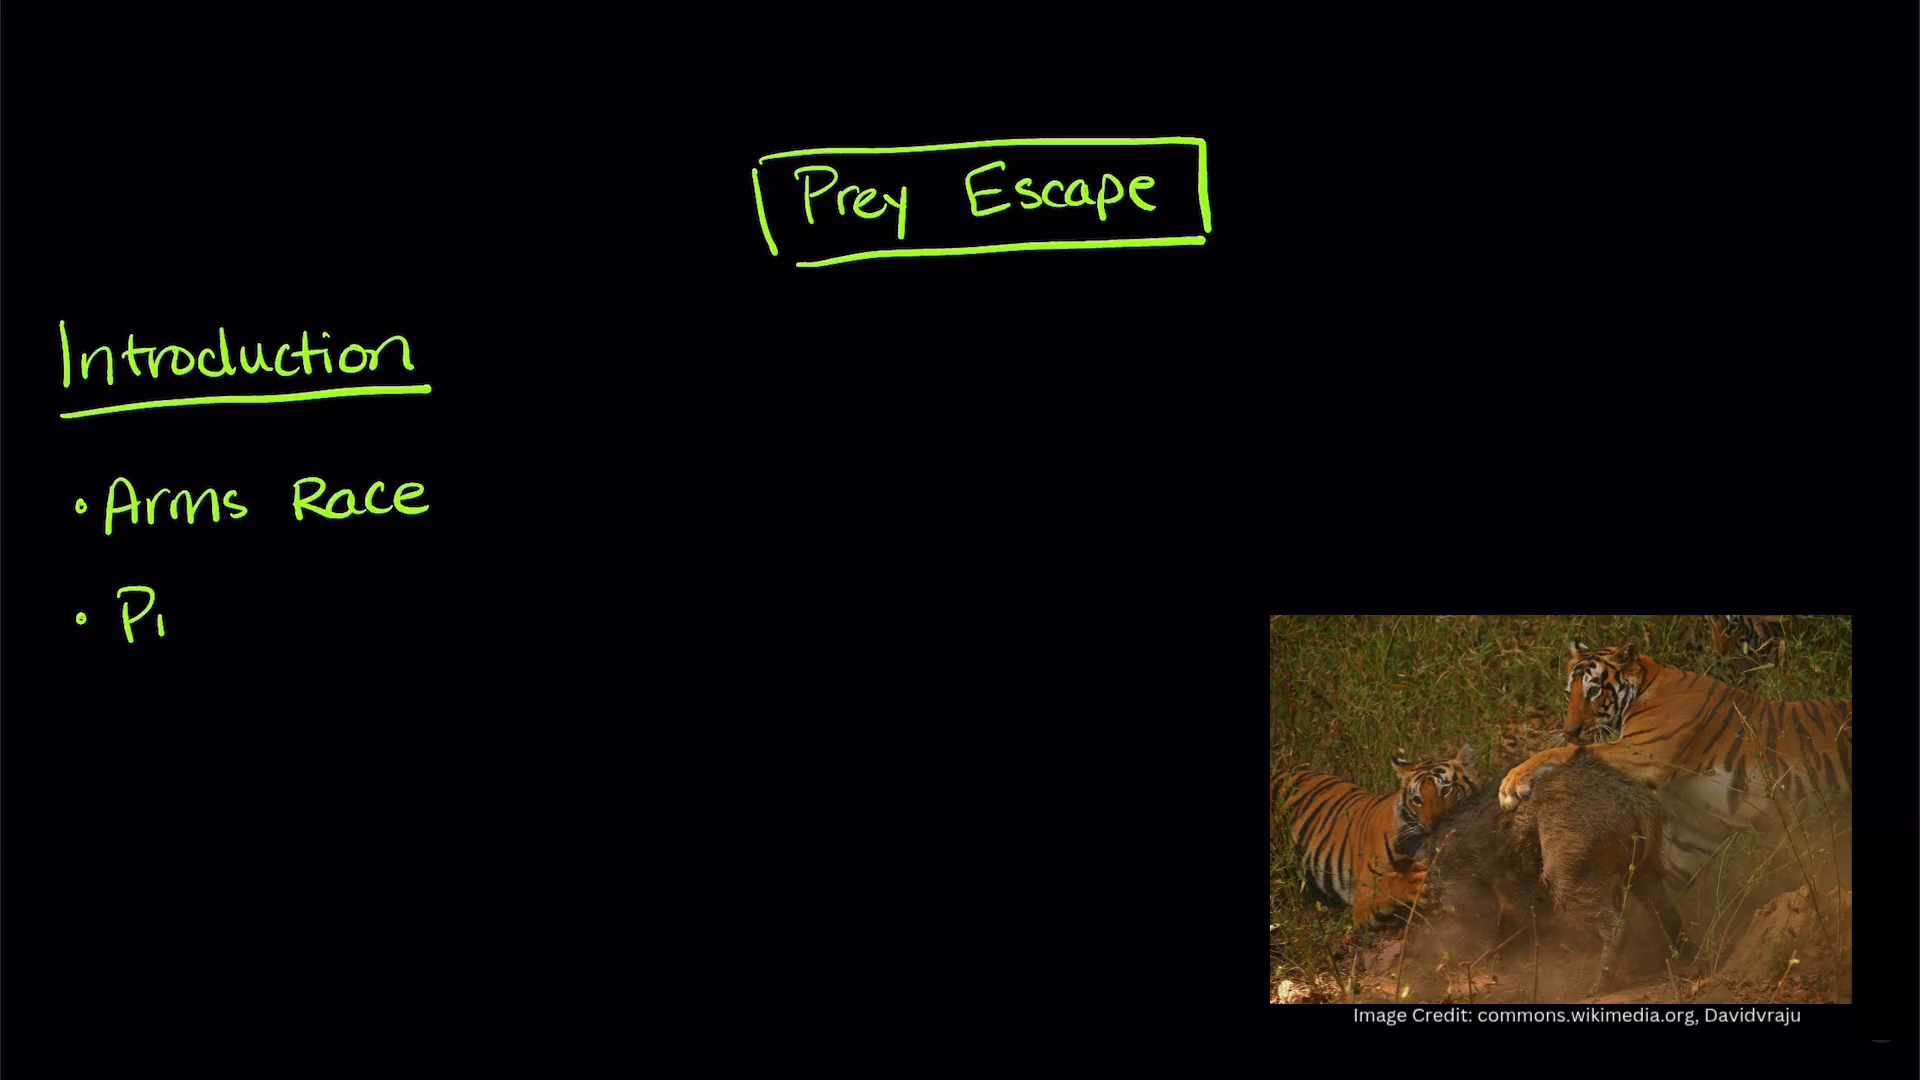 Prey Escape
Introduction
• Arms Race
• P
Image Credit: commons.wikimedia.org, Davidvraju